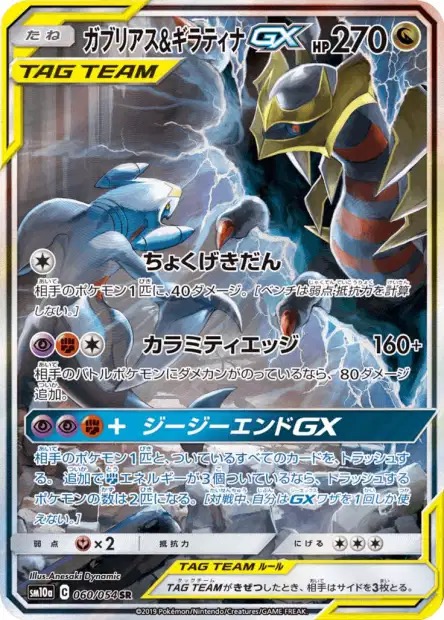 たね ガブリアス&ギラティナGX HP270
TAG TEAM
ちょくげきだん
相手のポケモン1匹に、40ダメージ。[ベンチは弱点・抵抗力を計算
しない。]
カラミティエッジ 160+
相手のバトルポケモンにダメカンがのっているなら、80ダメージ
追加。
+ ジージーエンドGX
相手のポケモン1匹と、ついているすべてのカードを、トラッシュす
る。追加でエネルギーが3個ついているなら、トラッシュする
ポケモンの数は2匹になる。[対戦中、自分はGXワザを1回しか使
えない。]
弱点 ×2 抵抗力 にげる
Illus. Anesaki Dynamic
TAG TEAM ルール
タッグチーム
TAG TEAMがきぜつしたとき、相手はサイドを3枚とる。
sm10a C 060/054 SR
©2019 Pokémon/Nintendo/Creatures/GAME FREAK.